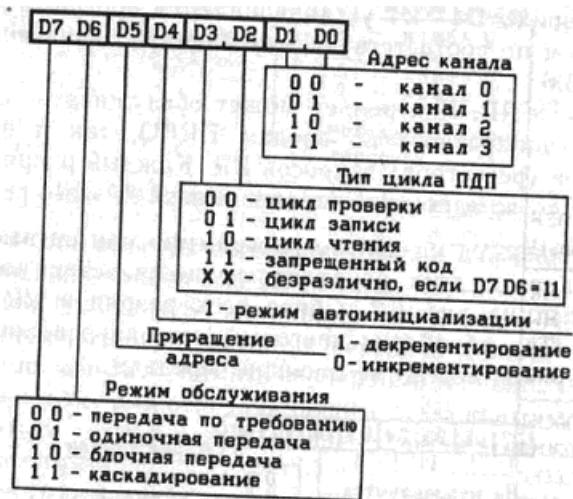 D7 D6 D5 D4 D3, D2 D1, D0
Адрес канала
0 0 - канал 0
0 1 - канал 1
1 0 - канал 2
1 1 - канал 3
Тип цикла ПДП
0 0 - цикл проверки
0 1 - цикл записи
1 0 - цикл чтения
1 1 - запрещенный код
X X - безразлично, если D7 D6=11
1-режим автоинициализации
Приращение адреса
1-декрементирование
0-инкрементирование
Режим обслуживания
0 0 - передача по требованию
0 1 - одиночная передача
1 0 - блочная передача
1 1 - каскадирование